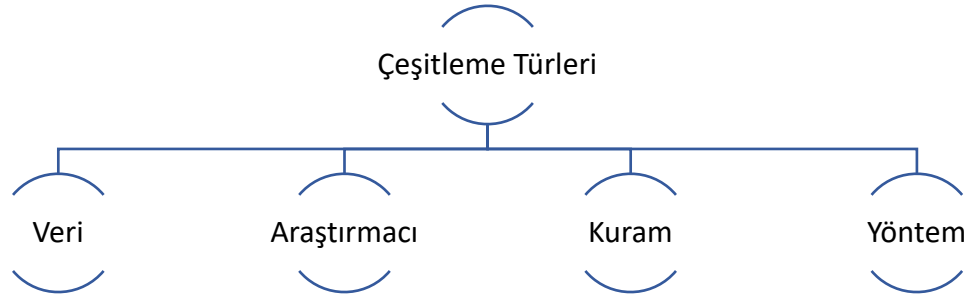 Çeşitleme Türleri
Veri
Araştırmacı
Kuram
Yöntem